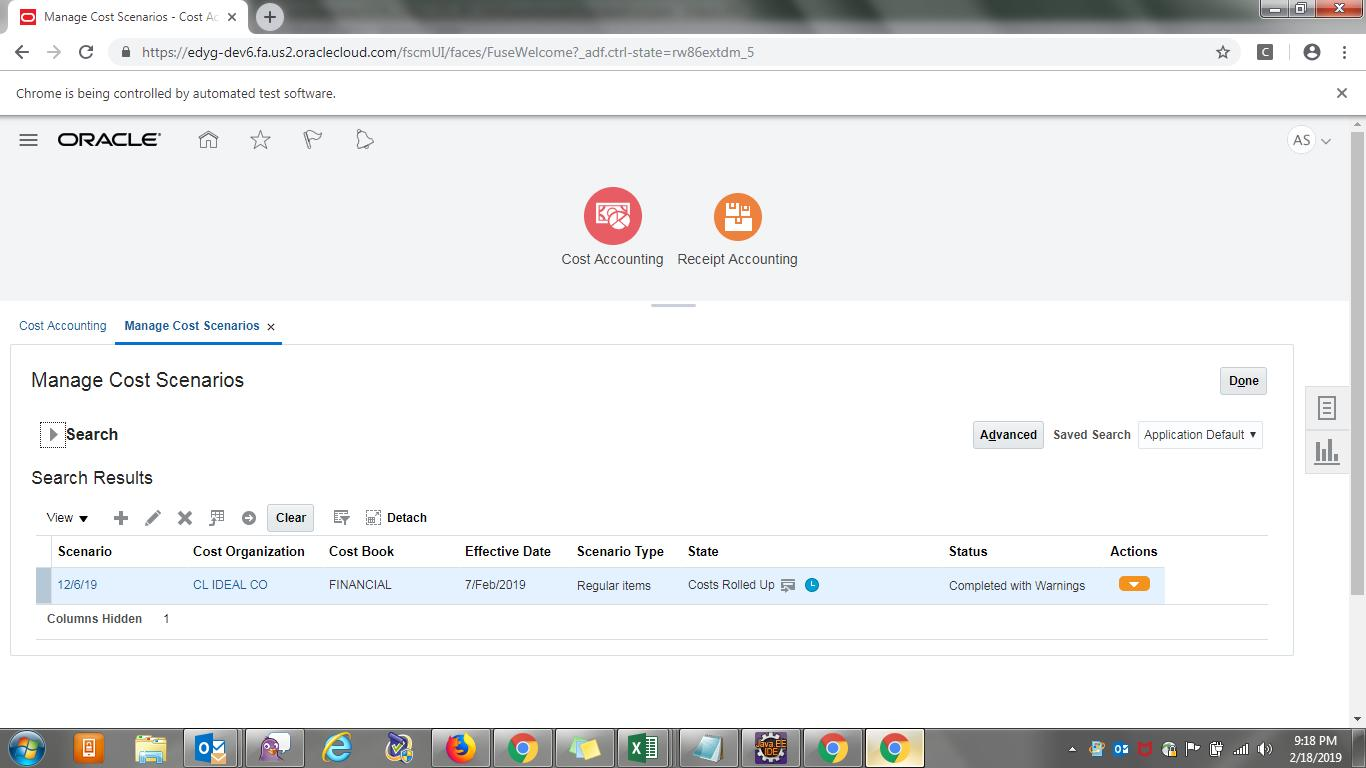 Manage Cost Scenarios - Cost Ac
https://edyg-dev6.fa.us2.oraclecloud.com/fscmUI/faces/FuseWelcome?_adf.ctrl-state=rw86extdm_5
C
Chrome is being controlled by automated test software.
ORACLE
AS
Cost Accounting Receipt Accounting
Cost Accounting Manage Cost Scenarios
Manage Cost Scenarios
Done
Search
Advanced Saved Search Application Default
Search Results
View Clear Detach
Scenario Cost Organization Cost Book Effective Date Scenario Type State Status Actions
12/6/19 CL IDEAL CO FINANCIAL 7/Feb/2019 Regular items Costs Rolled Up Completed with Warnings
Columns Hidden 1
Java EE
IDE
9:18 PM
2/18/2019